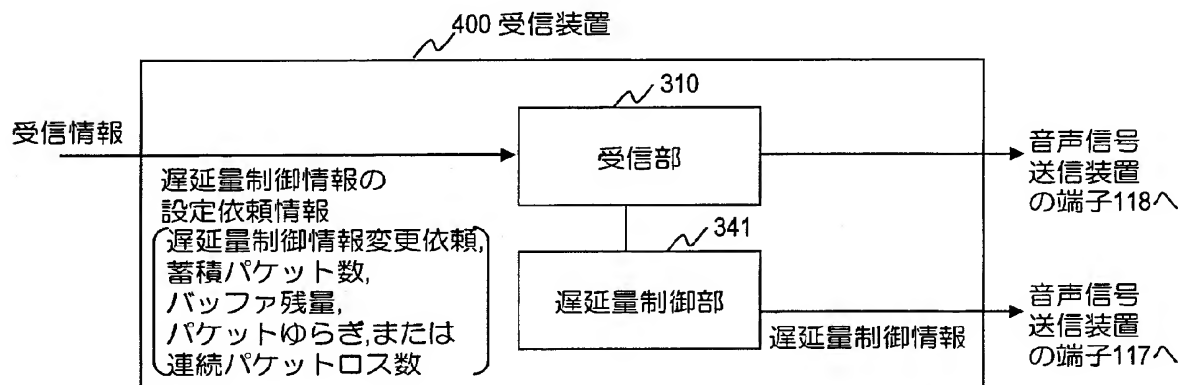 400 受信装置
310
受信情報
受信部
音声信号
送信装置
の端子118へ
遅延量制御情報の
設定依頼情報
遅延量制御情報変更依頼,
蓄積パケット数,
バッファ残量,
パケットゆらぎ,または
連続パケットロス数
341
遅延量制御部
遅延量制御情報
音声信号
送信装置
の端子117へ